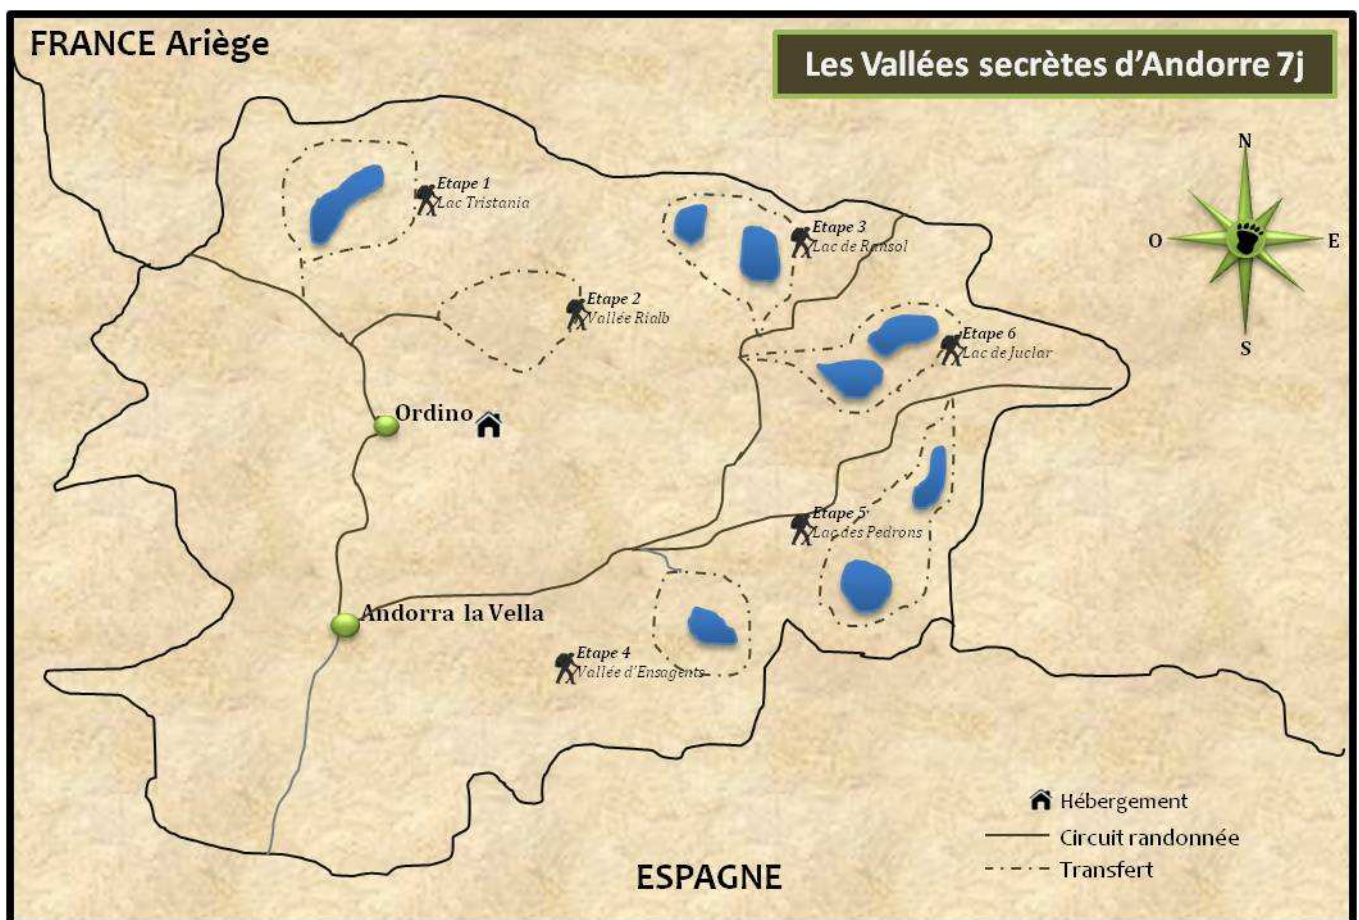 FRANCE Ariège
Les Vallées secrètes d'Andorre 7j
N
O
E
S
Etape 1
Lac Tristania
Etape 3
Lac de Ransol
Etape 2
Vallée Rialb
Etape 6
Lac de Juclar
Ordino
Etape 5
Lac des Pedrons
Andorra la Vella
Etape 4
Vallée d'Ensagents
Hébergement
Circuit randonnée
Transfert
ESPAGNE